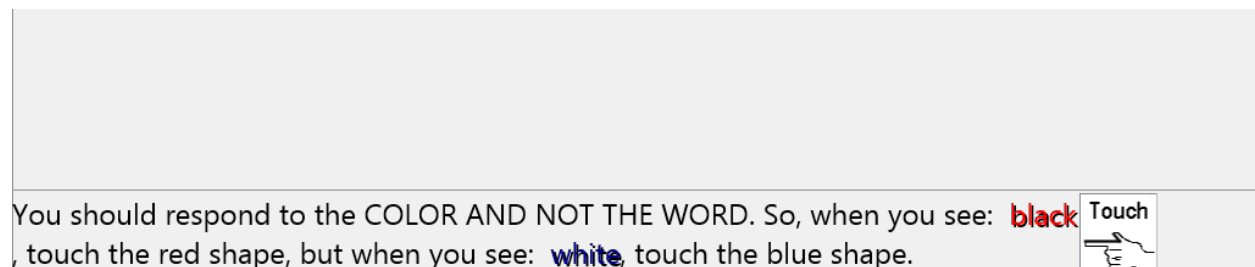 You should respond to the COLOR AND NOT THE WORD. So, when you see: black Touch
, touch the red shape, but when you see: white, touch the blue shape.